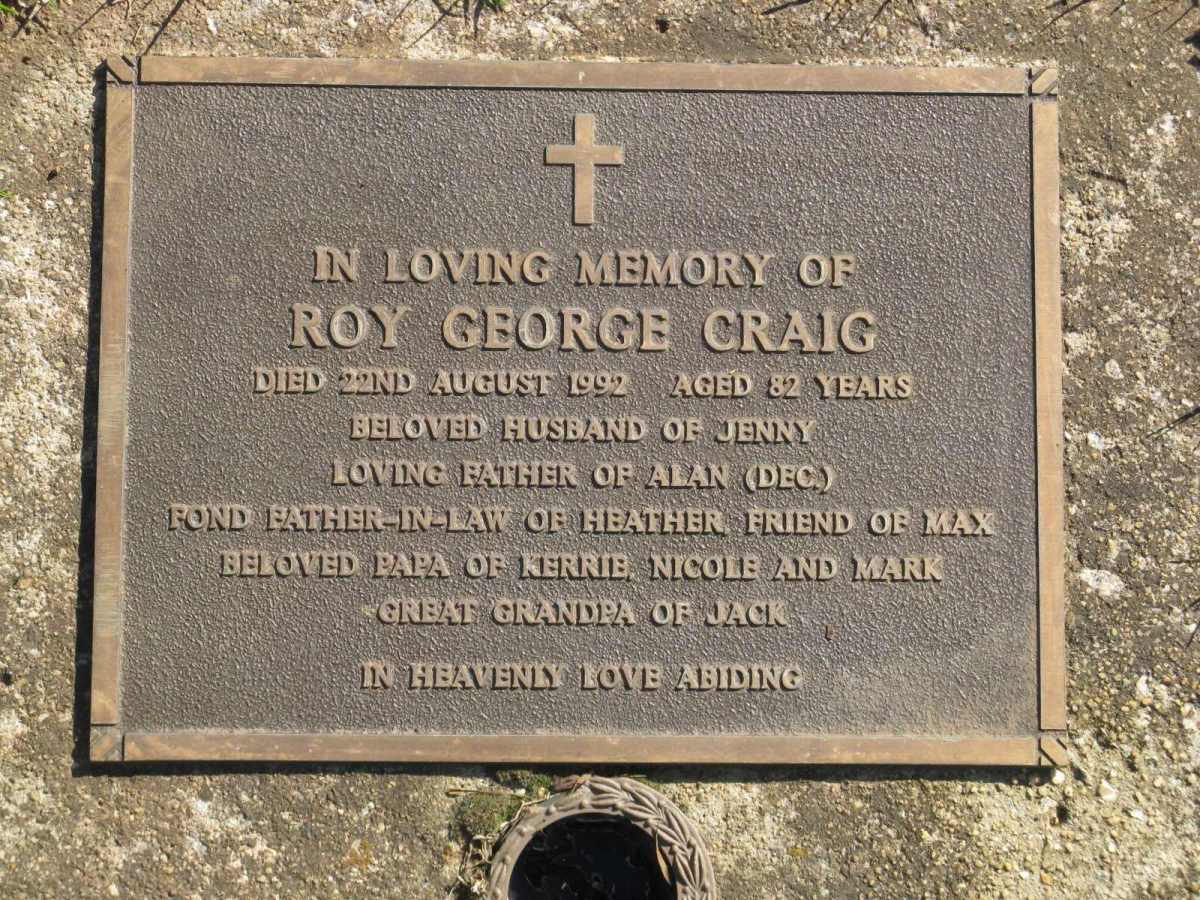 IN LOVING MEMORY OF
ROY GEORGE CRAIG
DIED 22ND AUGUST 1992 AGED 82 YEARS
BELOVED HUSBAND OF JENNY
LOVING FATHER OF ALAN (DEC.)
FOND FATHER-IN-LAW OF HEATHER, FRIEND OF MAX
BELOVED PAPA OF KERRIE, NICOLE AND MARK
GREAT GRANDPA OF JACK
IN HEAVENLY LOVE ABIDING